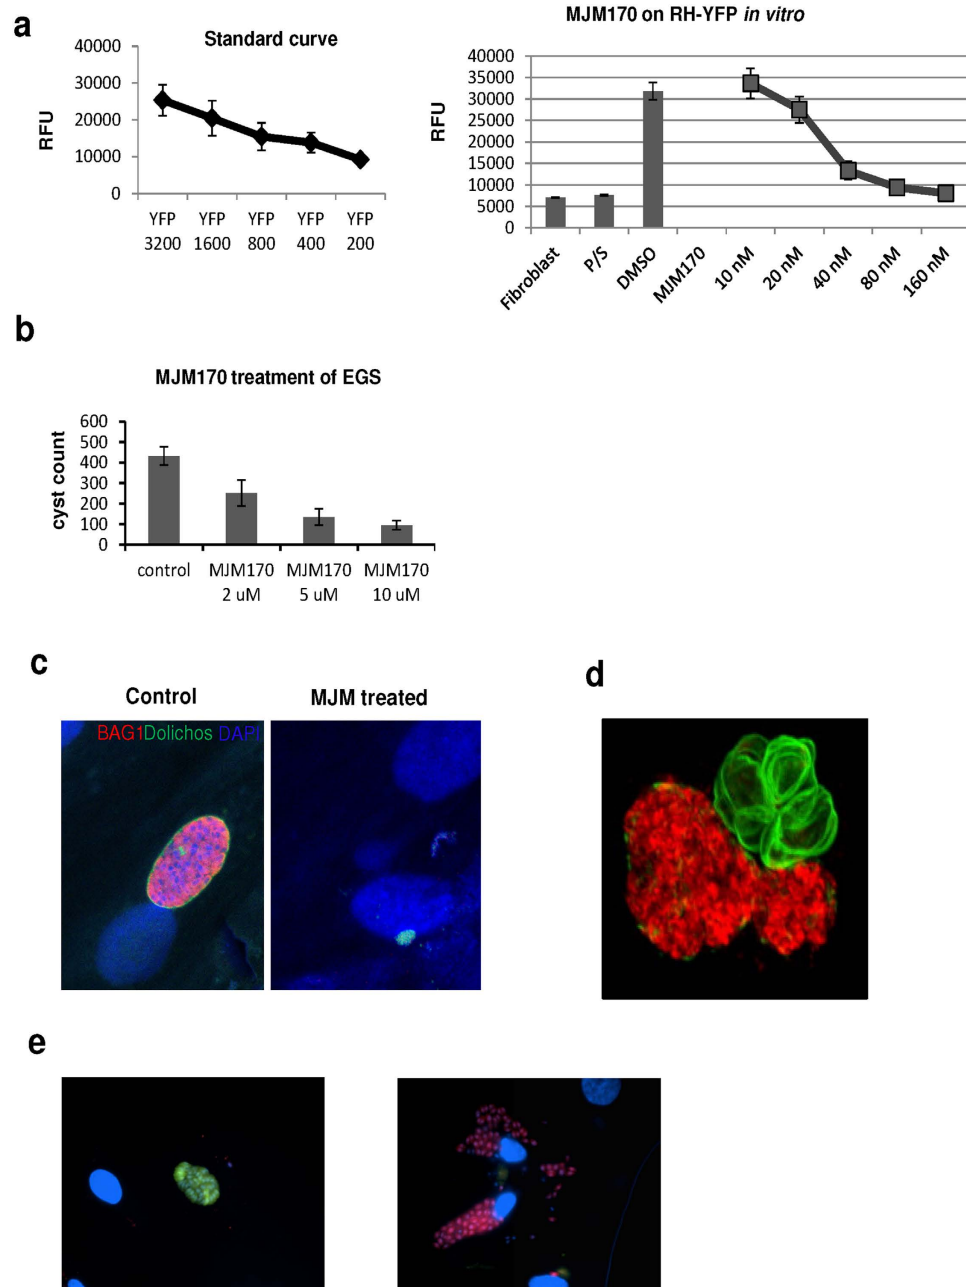 a
Standard curve
RFU
40000
30000
20000
10000
0
YFP 3200
YFP 1600
YFP 800
YFP 400
YFP 200
MJM170 on RH-YFP in vitro
RFU
40000
35000
30000
25000
20000
15000
10000
5000
0
Fibroblast
P/S
DMSO
MJM170
10 nM
20 nM
40 nM
80 nM
160 nM
b
MJM170 treatment of EGS
cyst count
600
500
400
300
200
100
0
control
MJM170 2 uM
MJM170 5 uM
MJM170 10 uM
c
Control
MJM treated
BAG1 Dolichos DAPI
d
e